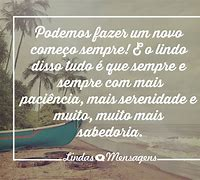 Podemos fazer um novo
começo sempre! E o lindo
disso tudo é que sempre e
sempre com mais
paciência, mais serenidade e
muito, muito mais
sabedoria.
Lindas Mensagens